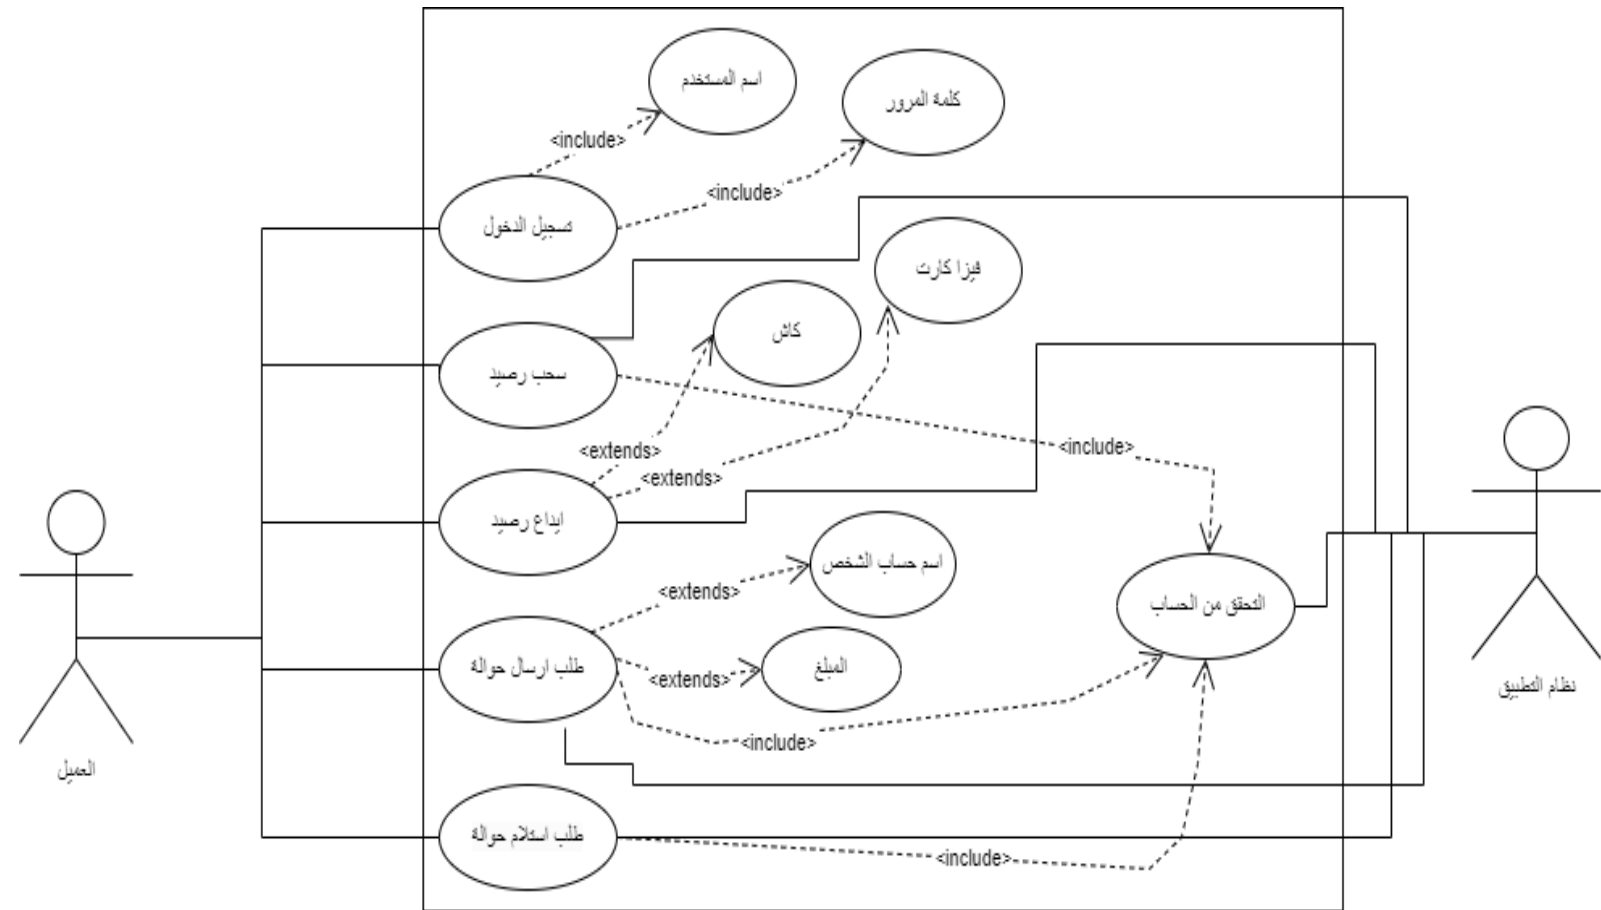 اسم المستخدم
كلمة المرور
<include>
<include>
تسجيل الدخول
فيزا كارت
كاش
سحب رصيد
<include>
<extends>
<extends>
ايداع رصيد
اسم حساب الشخص
<extends>
التحقق من الحساب
طلب ارسال حوالة
<extends>
المبلغ
نظام التطبيق
<include>
العميل
طلب استلام حوالة
<include>